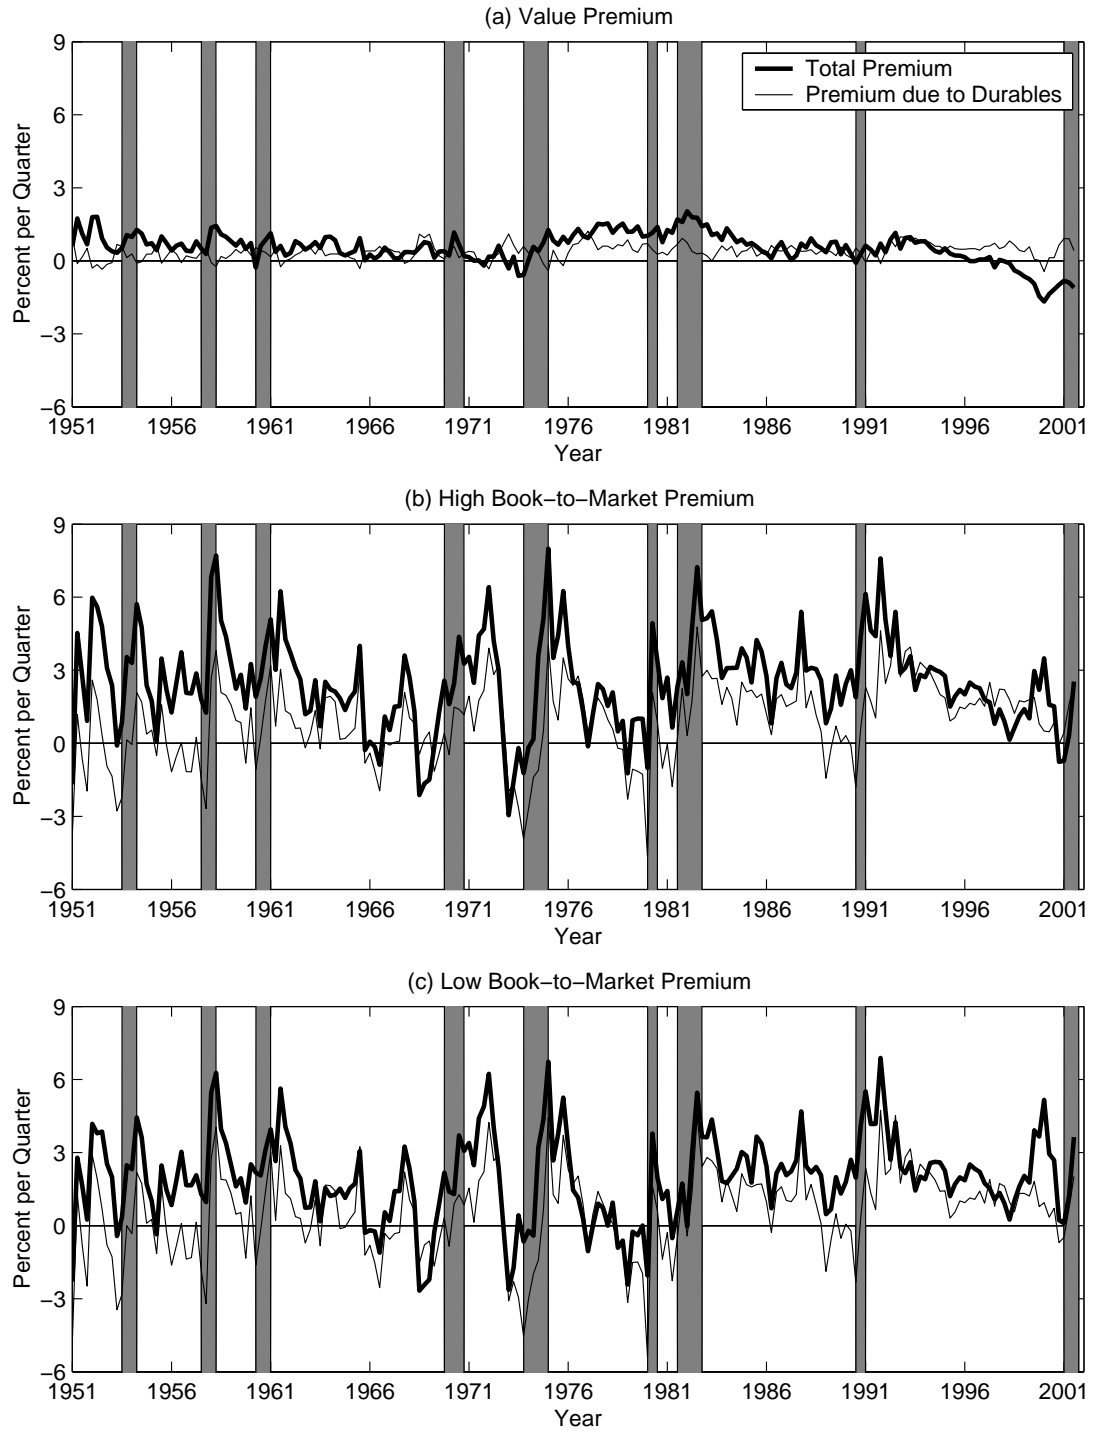 (a) Value Premium
9
6
3
0
−3
−6
Percent per Quarter
Total Premium
Premium due to Durables
1951 1956 1961 1966 1971 1976 1981 1986 1991 1996 2001
Year
(b) High Book−to−Market Premium
9
6
3
0
−3
−6
Percent per Quarter
1951 1956 1961 1966 1971 1976 1981 1986 1991 1996 2001
Year
(c) Low Book−to−Market Premium
9
6
3
0
−3
−6
Percent per Quarter
1951 1956 1961 1966 1971 1976 1981 1986 1991 1996 2001
Year